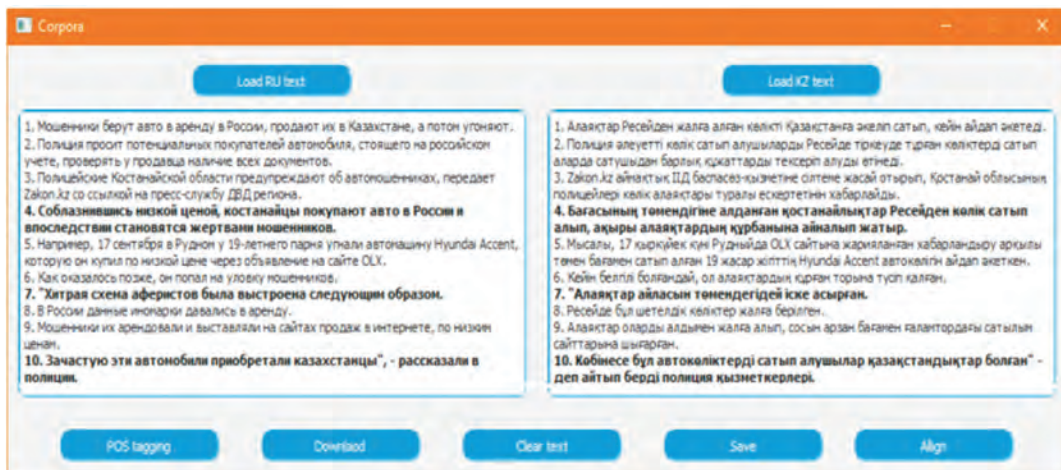 Corpora
Load RU text
Load KZ text
1. Мошенники берут авто в аренду в России, продают их в Казахстане, а потом угоняют.
2. Полиция просит потенциальных покупателей автомобиля, стоящего на российском
учете, проверять у продавца наличие всех документов.
3. Полицейские Костанайской области предупреждают об автомошенниках, передает
Zakon.kz со ссылкой на пресс-службу ДВД региона.
4. Соблазнившись низкой ценой, костанайцы покупают авто в России и
впоследствии становятся жертвами мошенников.
5. Например, 17 сентября в Рудном у 19-летнего парня угнали автомашину Hyundai Accent,
которую он купил по низкой цене через объявление на сайте OLX.
6. Как оказалось позже, он попал на уловку мошенников.
7. "Хитрая схема аферистов была выстроена следующим образом.
8. В России данные иномарки давались в аренду.
9. Мошенники их арендовали и выставляли на сайтах продаж в интернете, по низким
ценам.
10. Зачастую эти автомобили приобретали казахстанцы", - рассказали в
полиции.
1. Алаяқтар Ресейден жалға алған көлікті Қазақстанға әкеліп сатып, кейін айдап әкетеді.
2. Полиция әлеуетті көлік сатып алушыларды Ресейде тіркеуде тұрған көліктерді сатып
аларда сатушыдан барлық құжаттарды тексеріп алуды өтінеді.
3. Zakon.kz айнақтық ІІД баспасөз-қызметіне сілтеме жасай отырып, Қостанай облысының
полицейлері көлік алаяқтары туралы ескертетінін хабарлайды.
4. Бағасының төмендігіне алданған қостанайлықтар Ресейден көлік сатып
алып, ақыры алаяқтардың құрбанына айналып жатыр.
5. Мысалы, 17 қыркүйек күні Рудныйда OLX сайтына жарияланған хабарландыру арқылы
төмен бағамен сатып алған 19 жасар жігіттің Hyundai Accent автокөлігін айдап әкеткен.
6. Кейін белгілі болғандай, ол алаяқтардың құрған торына түсіп қалған.
7. "Алаяқтар айласын төмендегідей іске асырған.
8. Ресейде бұл шетелдік көліктер жалға берілген.
9. Алаяқтар оларды алдымен жалға алып, сосын арзан бағамен ғаламтордағы сатылым
сайттарына шығарған.
10. Көбінесе бұл автокөліктерді сатып алушылар қазақстандықтар болған" -
деп айтып берді полиция қызметкерлері.
POS tagging
Downlaod
Clear text
Save
Align